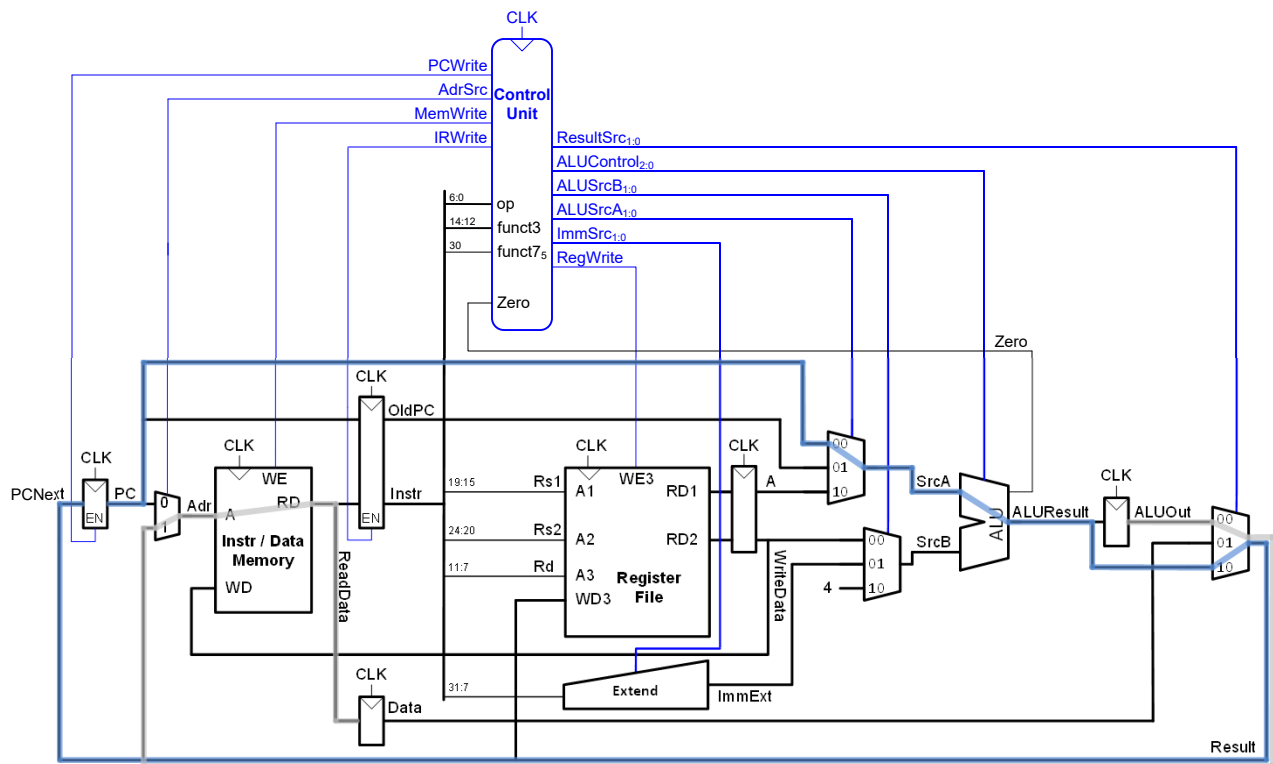 CLK
PCWrite
AdrSrc
MemWrite
IRWrite
Control
Unit
ResultSrc1:0
ALUControl2:0
ALUSrcB1:0
ALUSrcA1:0
ImmSrc1:0
RegWrite
6:0
op
14:12
funct3
30
funct75
Zero
Zero
CLK
OldPC
CLK
PCNext
PC
EN
0
1
Adr
CLK
WE
A
RD
Instr / Data
Memory
WD
ReadData
EN
Instr
19:15
Rs1
24:20
Rs2
11:7
Rd
31:7
CLK
WE3
A1
RD1
A2
RD2
A3
WD3
Register
File
CLK
A
WriteData
00
01
10
00
01
10
4
SrcA
SrcB
ALU
ALUResult
CLK
ALUOut
00
01
10
CLK
Data
Extend
ImmExt
Result